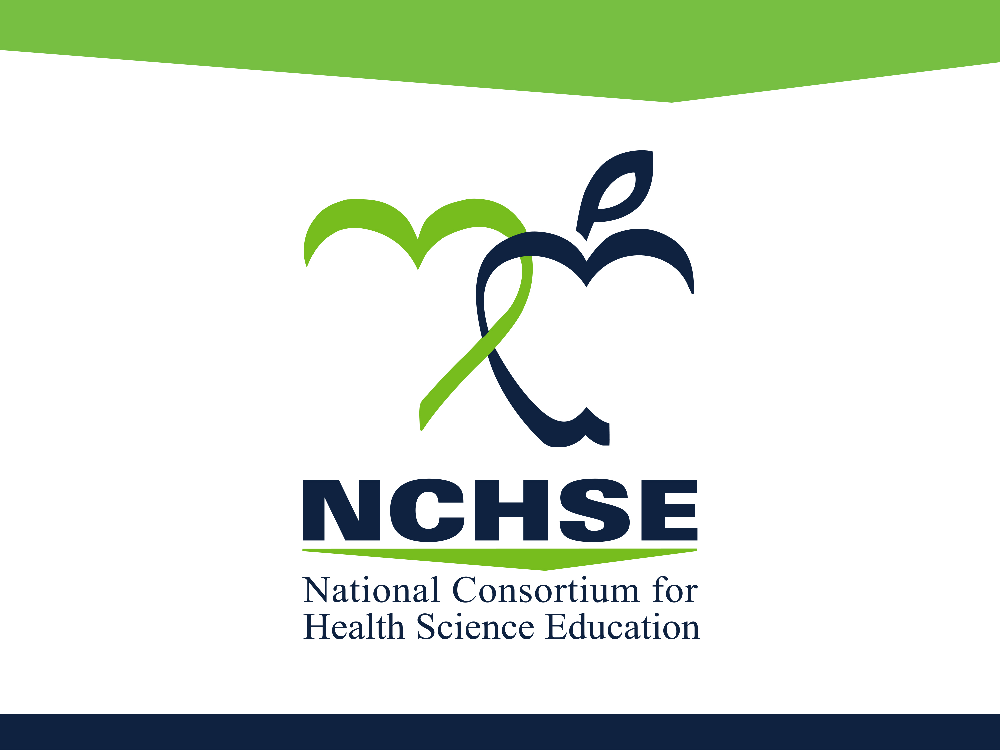 NCHSE
National Consortium for
Health Science Education